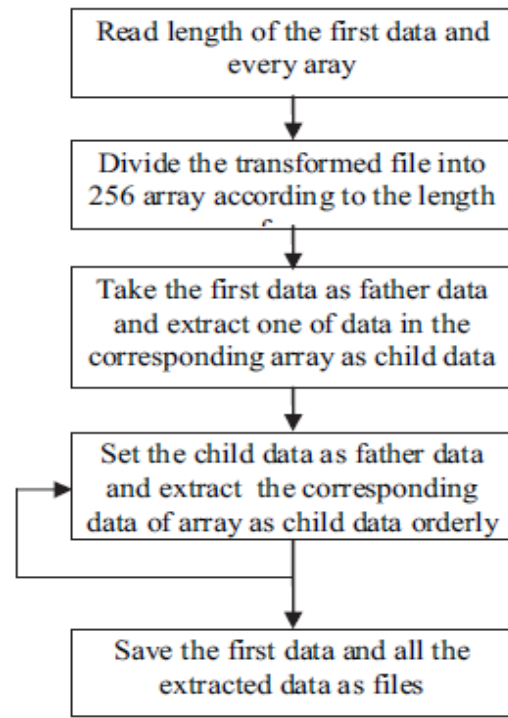 Read length of the first data and
every aray
Divide the transformed file into
256 array according to the length
Take the first data as father data
and extract one of data in the
corresponding array as child data
Set the child data as father data
and extract the corresponding
data of array as child data orderly
Save the first data and all the
extracted data as files